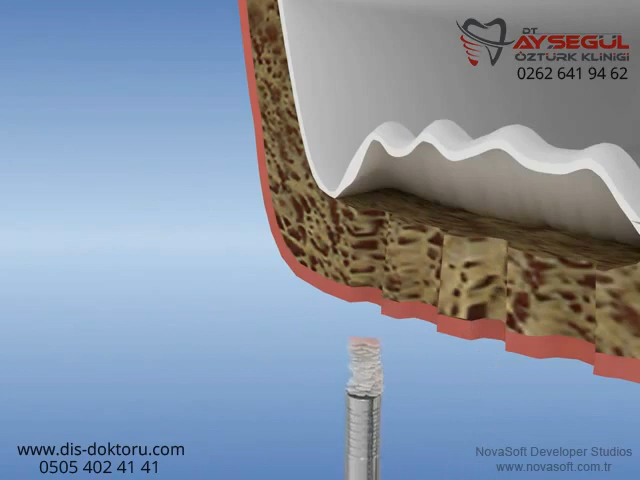 DT
AYSEGÜL
ÖZTÜRK KLİNİĞİ
0262 641 94 62
www.dis-doktoru.com
0505 402 41 41
NovaSoft Developer Studios
www.novasoft.com.tr